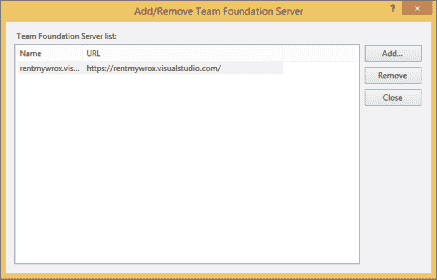 Add/Remove Team Foundation Server
?
×
Team Foundation Server list:
Name URL
rentmywrox.vis... https://rentmywrox.visualstudio.com/
Add...
Remove
Close